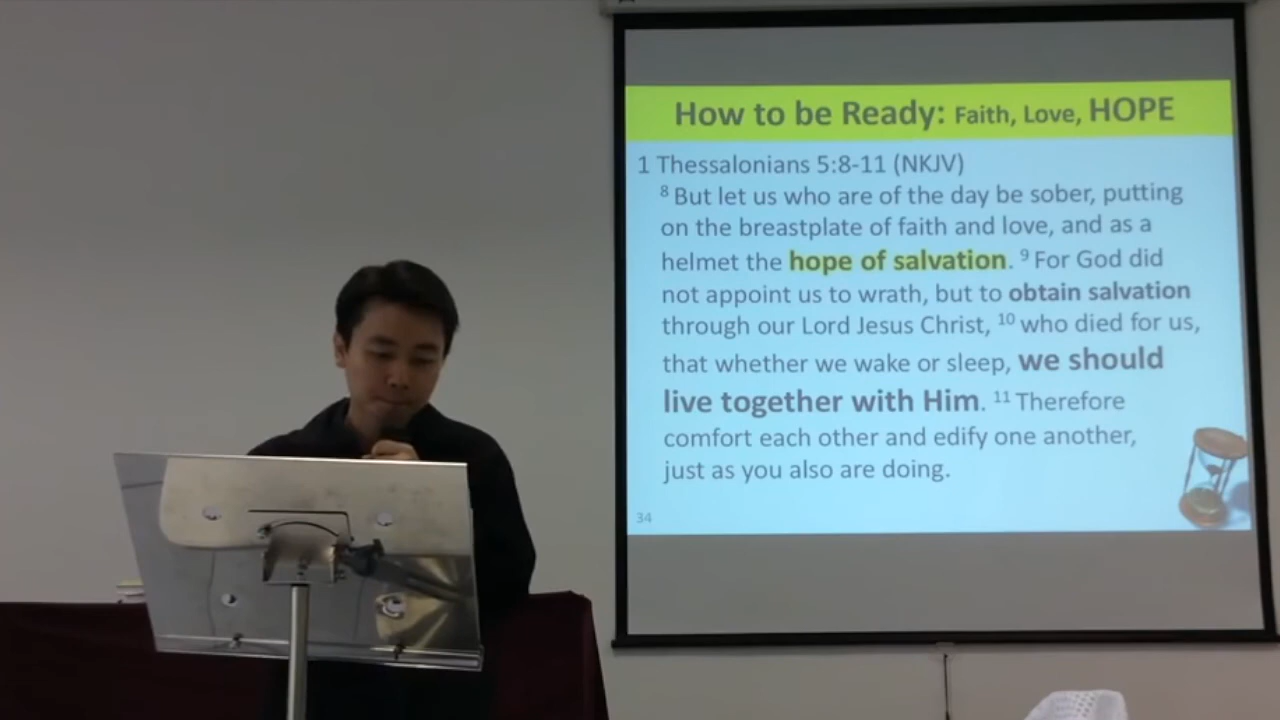 How to be Ready: Faith, Love, HOPE
1 Thessalonians 5:8-11 (NKJV)
⁸ But let us who are of the day be sober, putting
on the breastplate of faith and love, and as a
helmet the hope of salvation. ⁹ For God did
not appoint us to wrath, but to obtain salvation
through our Lord Jesus Christ, ¹⁰ who died for us,
that whether we wake or sleep, we should
live together with Him. ¹¹ Therefore
comfort each other and edify one another,
just as you also are doing.
34